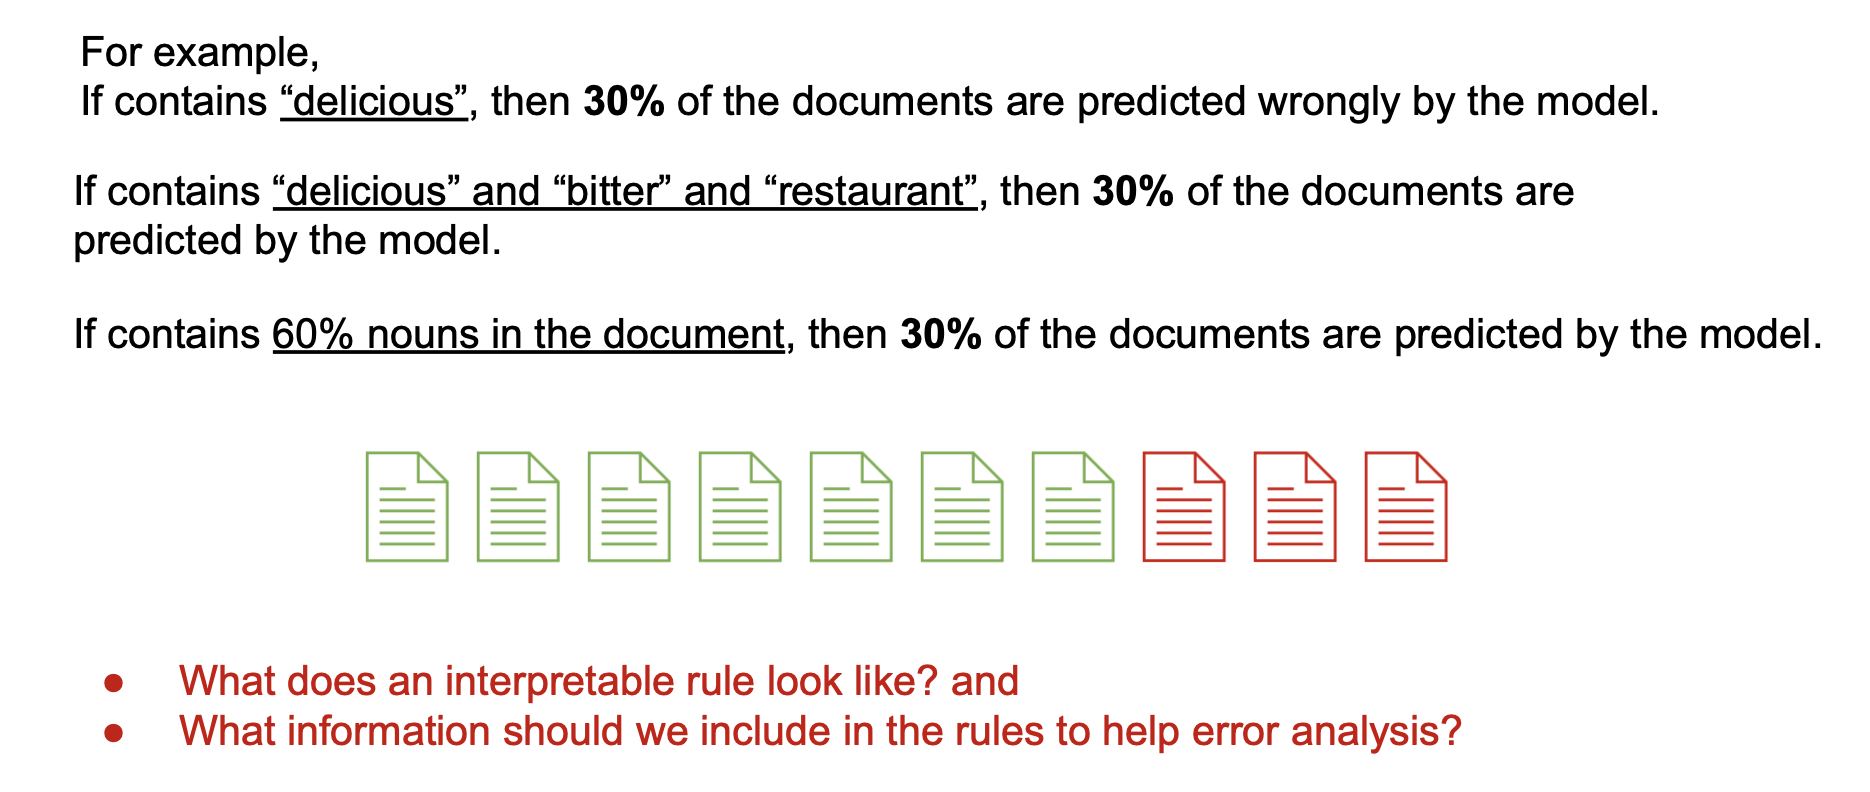 For example,
If contains “delicious”, then 30% of the documents are predicted wrongly by the model.
If contains “delicious” and “bitter” and “restaurant”, then 30% of the documents are
predicted by the model.
If contains 60% nouns in the document, then 30% of the documents are predicted by the model.
● What does an interpretable rule look like? and
● What information should we include in the rules to help error analysis?